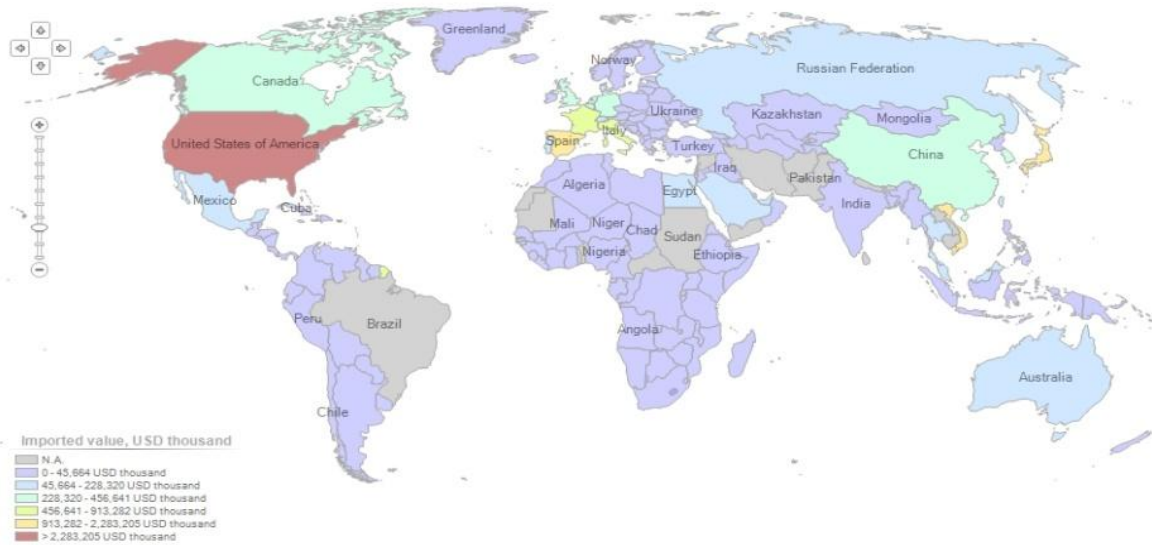 Greenland
Norway
Russian Federation
Canada
Ukraine
Kazakhstan
Mongolia
Italy
Spain
Turkey
China
United States of America
Iraq
Pakistan
Algeria
Egypt
India
Mexico
Cuba
Mali
Niger
Chad
Sudan
Nigeria
Ethiopia
Peru
Brazil
Angola
Australia
Chile
Imported value, USD thousand
N.A.
0 - 45,664 USD thousand
45,664 - 228,320 USD thousand
228,320 - 456,641 USD thousand
456,641 - 913,282 USD thousand
913,282 - 2,283,205 USD thousand
> 2,283,205 USD thousand